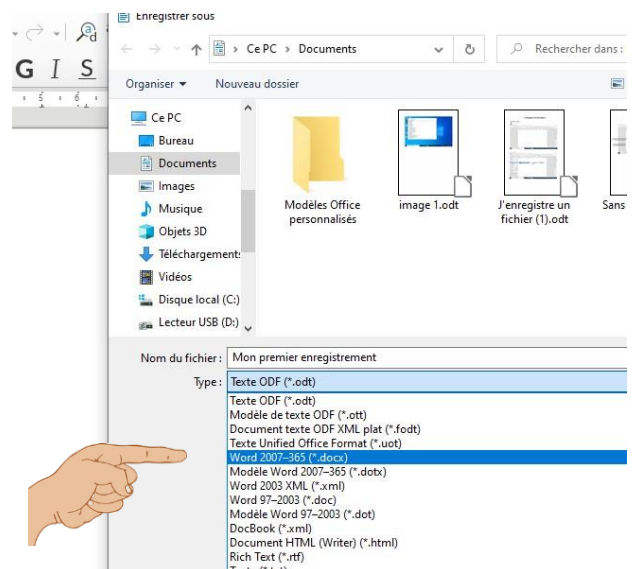 Enregistrer sous
Ce PC > Documents
Rechercher dans :
G I S
Organiser Nouveau dossier
5 6
Ce PC
Bureau
Documents
Images
Musique
Objets 3D
Téléchargements
Vidéos
Disque local (C:)
Lecteur USB (D:)
Modèles Office
personnalisés
image 1.odt
J'enregistre un
fichier (1).odt
Sans
Nom du fichier : Mon premier enregistrement
Type : Texte ODF (*.odt)
Texte ODF (*.odt)
Modèle de texte ODF (*.ott)
Document texte ODF XML plat (*.fodt)
Texte Unified Office Format (*.uot)
Word 2007–365 (*.docx)
Modèle Word 2007–365 (*.dotx)
Word 2003 XML (*.xml)
Word 97–2003 (*.doc)
Modèle Word 97–2003 (*.dot)
DocBook (*.xml)
Document HTML (Writer) (*.html)
Rich Text (*.rtf)